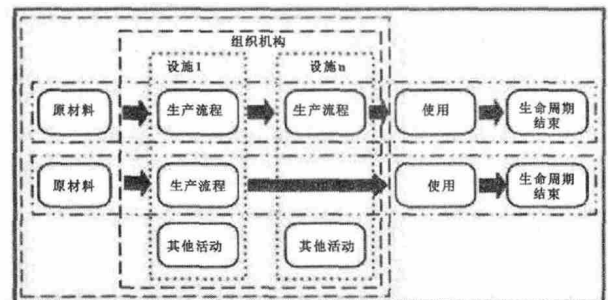 组织机构
设施1
设施n
原材料
生产流程
生产流程
使用
生命周期
结束
原材料
生产流程
使用
生命周期
结束
其他活动
其他活动